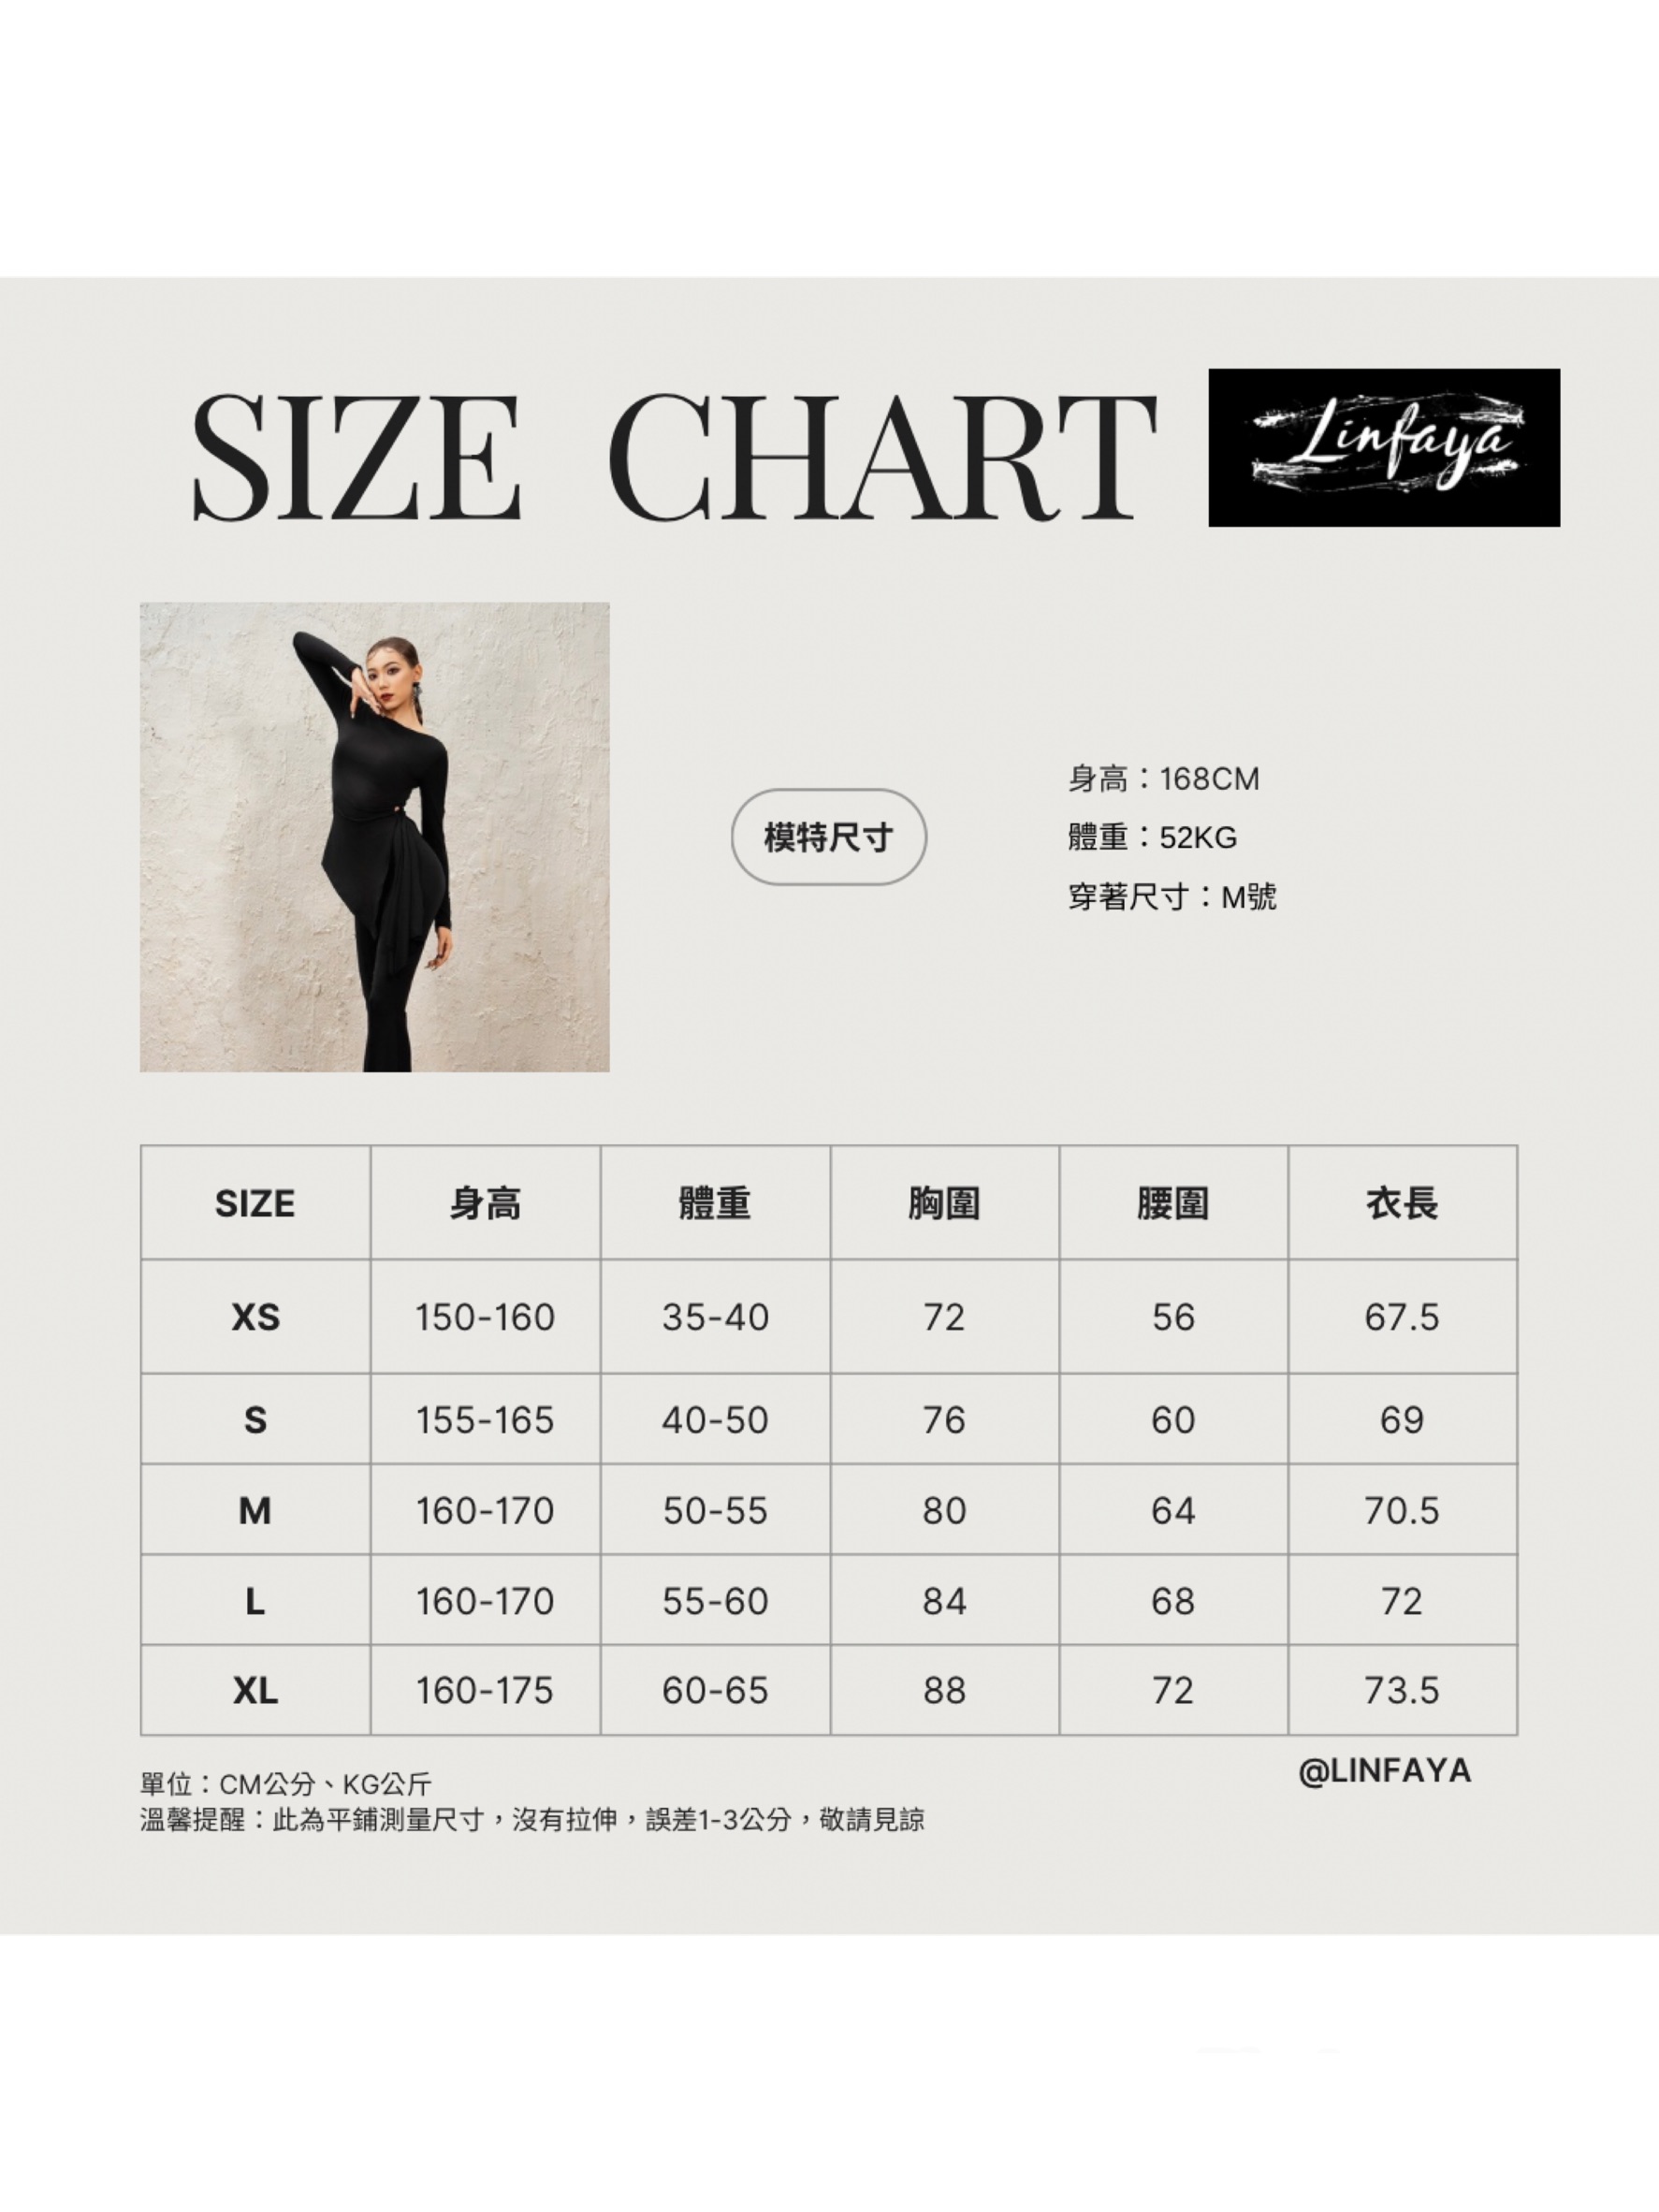 SIZE CHART
Linfaya
模特尺寸
身高：168CM
體重：52KG
穿著尺寸：M號
SIZE 身高 體重 胸圍 腰圍 衣長
XS 150-160 35-40 72 56 67.5
S 155-165 40-50 76 60 69
M 160-170 50-55 80 64 70.5
L 160-170 55-60 84 68 72
XL 160-175 60-65 88 72 73.5
@LINFAYA
單位：CM公分、KG公斤
溫馨提醒：此為平鋪測量尺寸，沒有拉伸，誤差1-3公分，敬請見諒